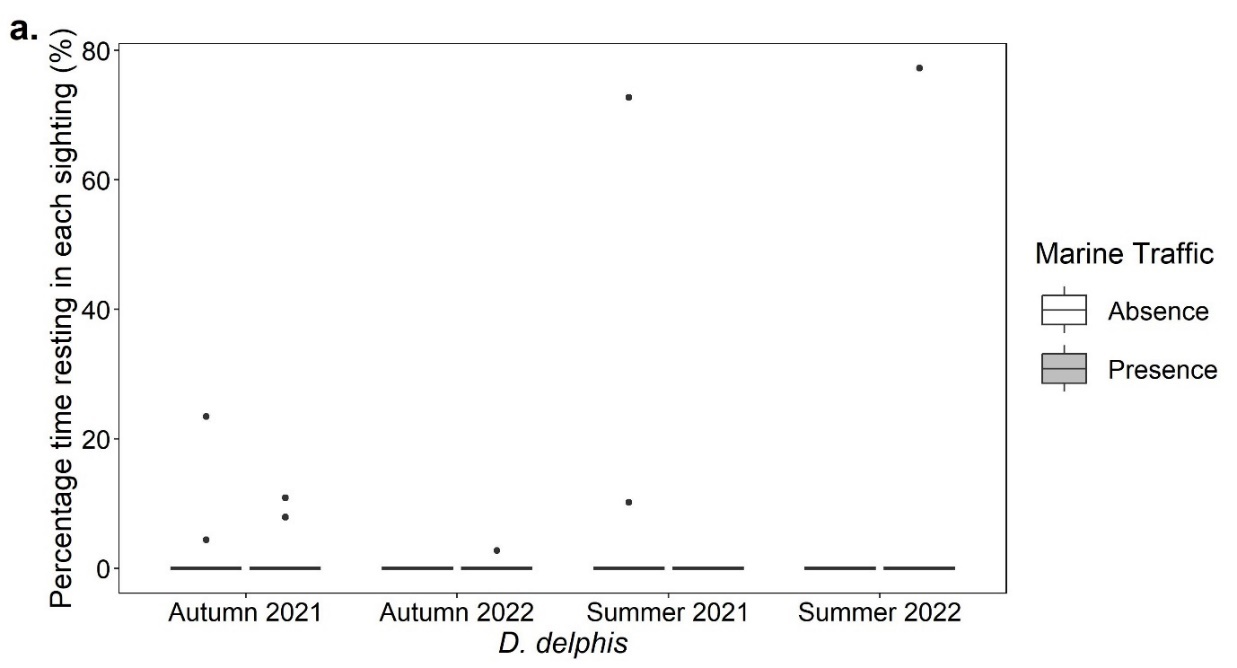 a.
Percentage time resting in each sighting (%)
80
60
40
20
0
Autumn 2021 Autumn 2022 Summer 2021 Summer 2022
D. delphis
Marine Traffic
Absence
Presence